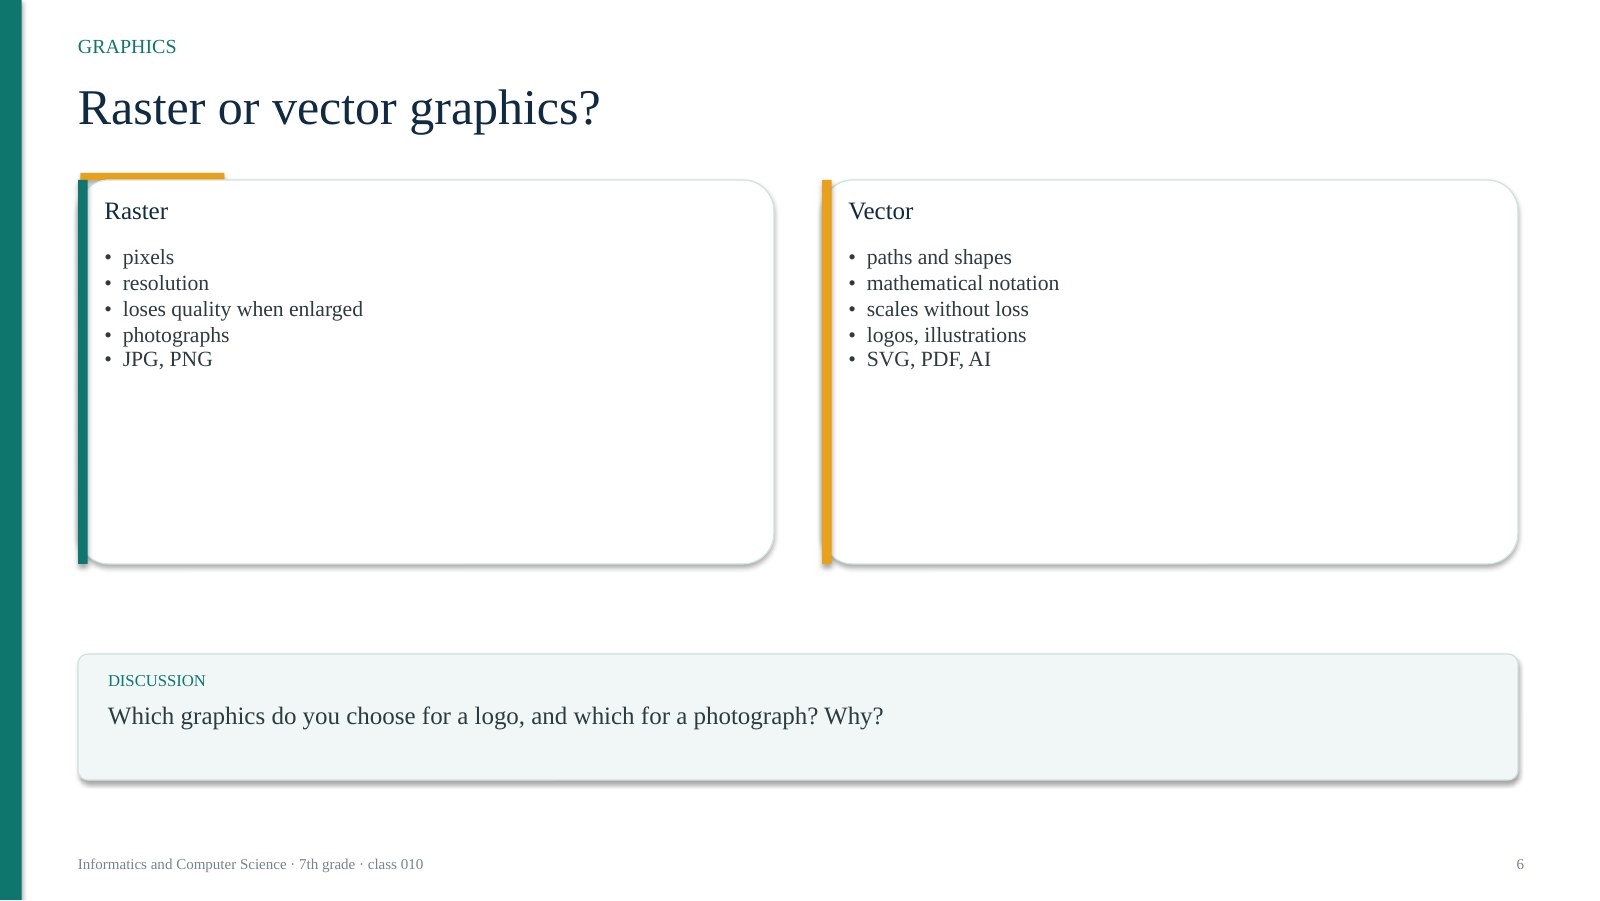 GRAPHICS
Raster or vector graphics?
Raster
• pixels
• resolution
• loses quality when enlarged
• photographs
• JPG, PNG
Vector
• paths and shapes
• mathematical notation
• scales without loss
• logos, illustrations
• SVG, PDF, AI
DISCUSSION
Which graphics do you choose for a logo, and which for a photograph? Why?
Informatics and Computer Science · 7th grade · class 010
6